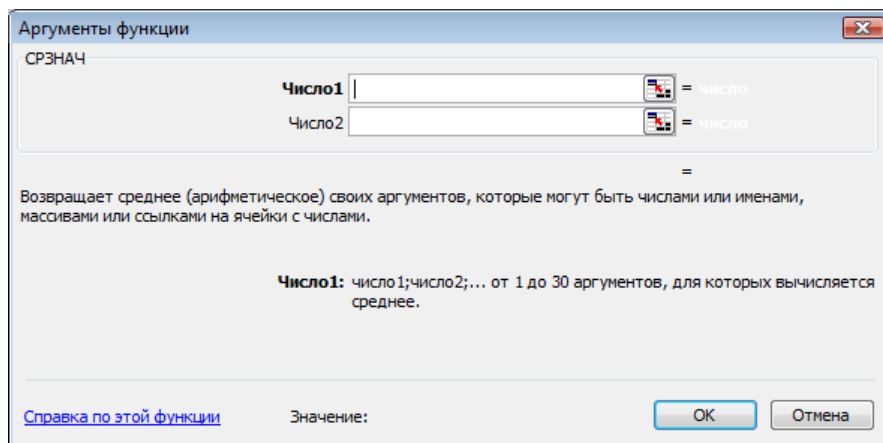 Аргументы функции
СРЗНАЧ
Число1 = число
Число2 = число
=
Возвращает среднее (арифметическое) своих аргументов, которые могут быть числами или именами,
массивами или ссылками на ячейки с числами.
Число1: число1;число2;... от 1 до 30 аргументов, для которых вычисляется
среднее.
Справка по этой функции Значение: ОК Отмена